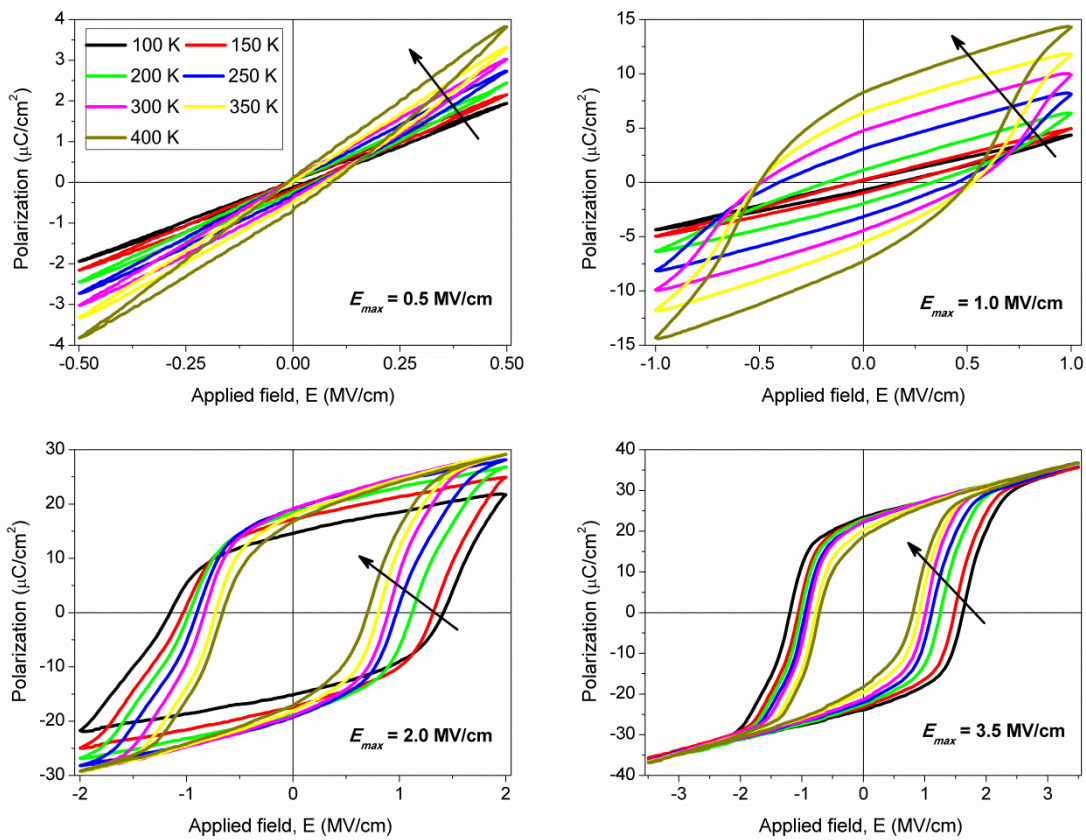 4
3
2
1
0
-1
-2
-3
-4
Polarization (μC/cm²)
100 K 150 K
200 K 250 K
300 K 350 K
400 K
E_max = 0.5 MV/cm
-0.50 -0.25 0.00 0.25 0.50
Applied field, E (MV/cm)
15
10
5
0
-5
-10
-15
Polarization (μC/cm²)
E_max = 1.0 MV/cm
-1.0 -0.5 0.0 0.5 1.0
Applied field, E (MV/cm)
30
20
10
0
-10
-20
-30
Polarization (μC/cm²)
E_max = 2.0 MV/cm
-2 -1 0 1 2
Applied field, E (MV/cm)
40
30
20
10
0
-10
-20
-30
-40
Polarization (μC/cm²)
E_max = 3.5 MV/cm
-3 -2 -1 0 1 2 3
Applied field, E (MV/cm)